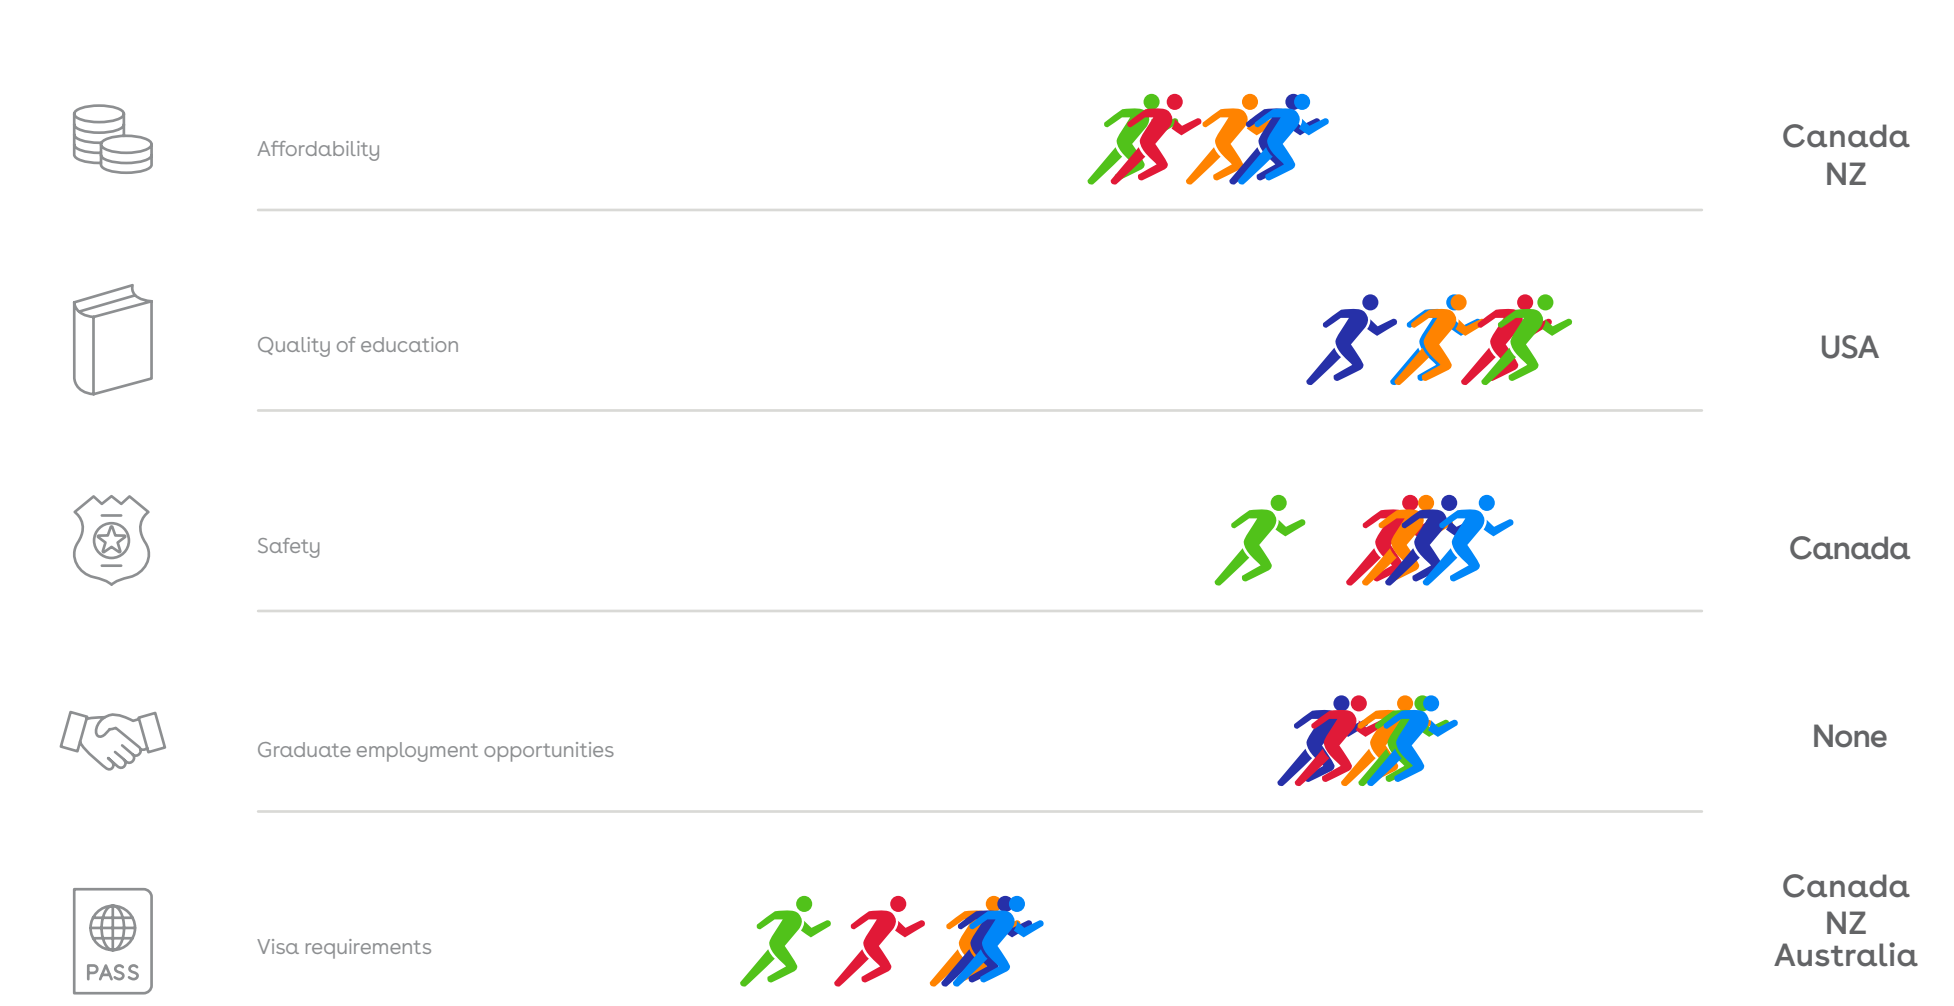 Affordability
Canada
NZ
Quality of education
USA
Safety
Canada
Graduate employment opportunities
None
PASS
Visa requirements
Canada
NZ
Australia